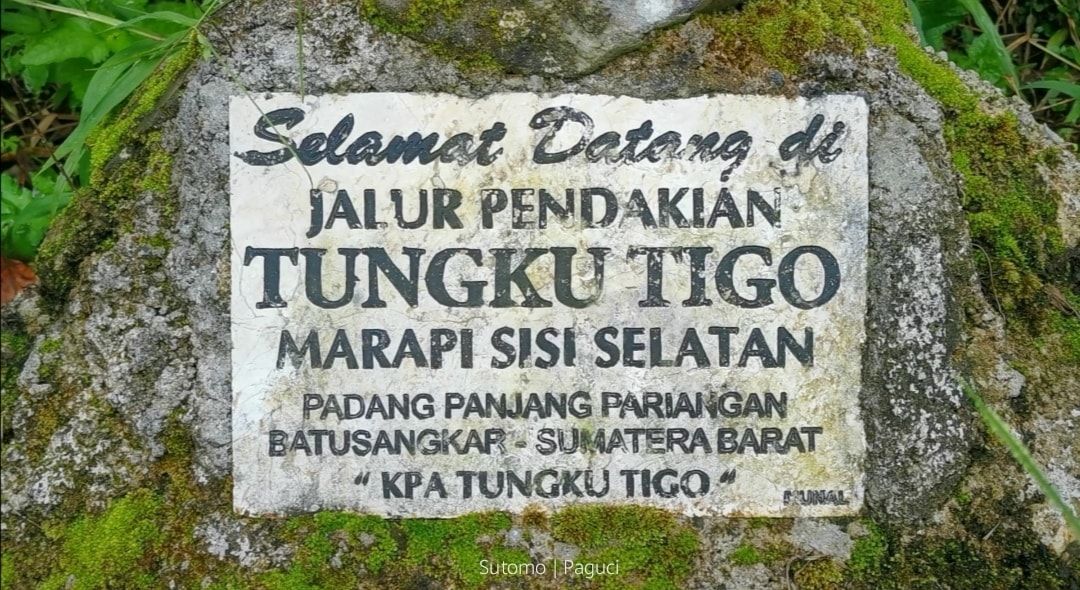 Selamat Datang di
JALUR PENDAKIAN
TUNGKU TIGO
MARAPI SISI SELATAN
PADANG PANJANG PARIANGAN
BATUSANGKAR - SUMATERA BARAT
" KPA TUNGKU TIGO "
Sutomo | Paguci